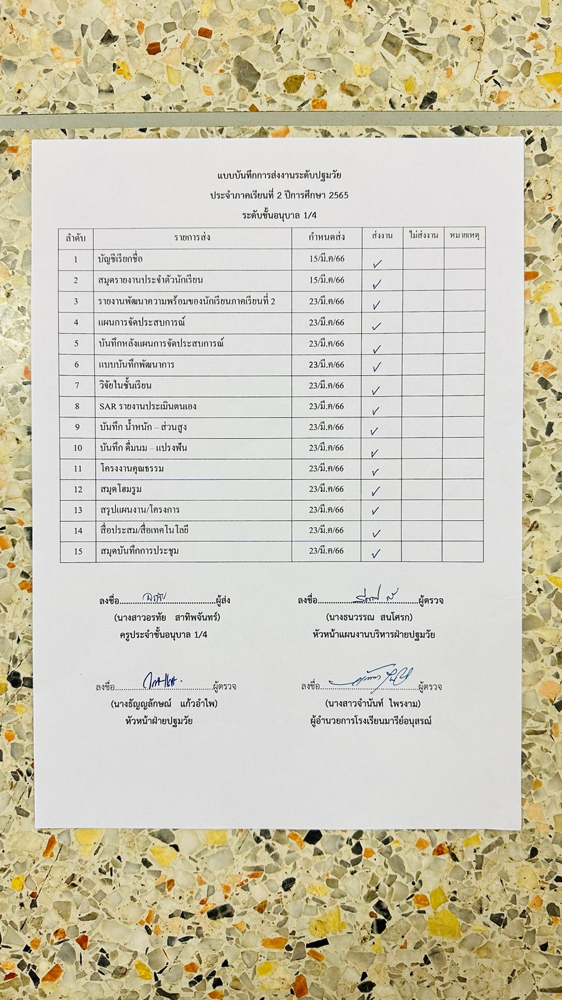 แบบบันทึกการส่งงานระดับปฐมวัย
ประจำภาคเรียนที่ 2 ปีการศึกษา 2565
ระดับชั้นอนุบาล 1/4
ลำดับ รายการส่ง กำหนดส่ง ส่งงาน ไม่ส่งงาน หมายเหตุ
1 บัญชีเรียกชื่อ 15/มี.ค/66 ✓
2 สมุดรายงานประจำตัวนักเรียน 15/มี.ค/66 ✓
3 รายงานพัฒนาความพร้อมของนักเรียนภาคเรียนที่ 2 23/มี.ค/66 ✓
4 แผนการจัดประสบการณ์ 23/มี.ค/66 ✓
5 บันทึกหลังแผนการจัดประสบการณ์ 23/มี.ค/66 ✓
6 แบบบันทึกพัฒนาการ 23/มี.ค/66 ✓
7 วิจัยในชั้นเรียน 23/มี.ค/66 ✓
8 SAR รายงานประเมินตนเอง 23/มี.ค/66 ✓
9 บันทึก น้ำหนัก – ส่วนสูง 23/มี.ค/66 ✓
10 บันทึก ดื่มนม – แปรงฟัน 23/มี.ค/66 ✓
11 โครงงานคุณธรรม 23/มี.ค/66 ✓
12 สมุดโฮมรูม 23/มี.ค/66 ✓
13 สรุปแผนงาน/โครงการ 23/มี.ค/66 ✓
14 สื่อประสม/สื่อเทคโนโลยี 23/มี.ค/66 ✓
15 สมุดบันทึกการประชุม 23/มี.ค/66 ✓
ลงชื่อ..........................................ผู้ส่ง ลงชื่อ..........................................ผู้ตรวจ
(นางสาวอรทัย สาทิพจันทร์) (นางธนวรรณ สนโศรก)
ครูประจำชั้นอนุบาล 1/4 หัวหน้าแผนงานบริหารฝ่ายปฐมวัย
ลงชื่อ..........................................ผู้ตรวจ ลงชื่อ..........................................ผู้ตรวจ
(นางธัญญลักษณ์ แก้วอำไพ) (นางสาวจำนันท์ ไพรงาม)
หัวหน้าฝ่ายปฐมวัย ผู้อำนวยการโรงเรียนมารีย์อนุสรณ์